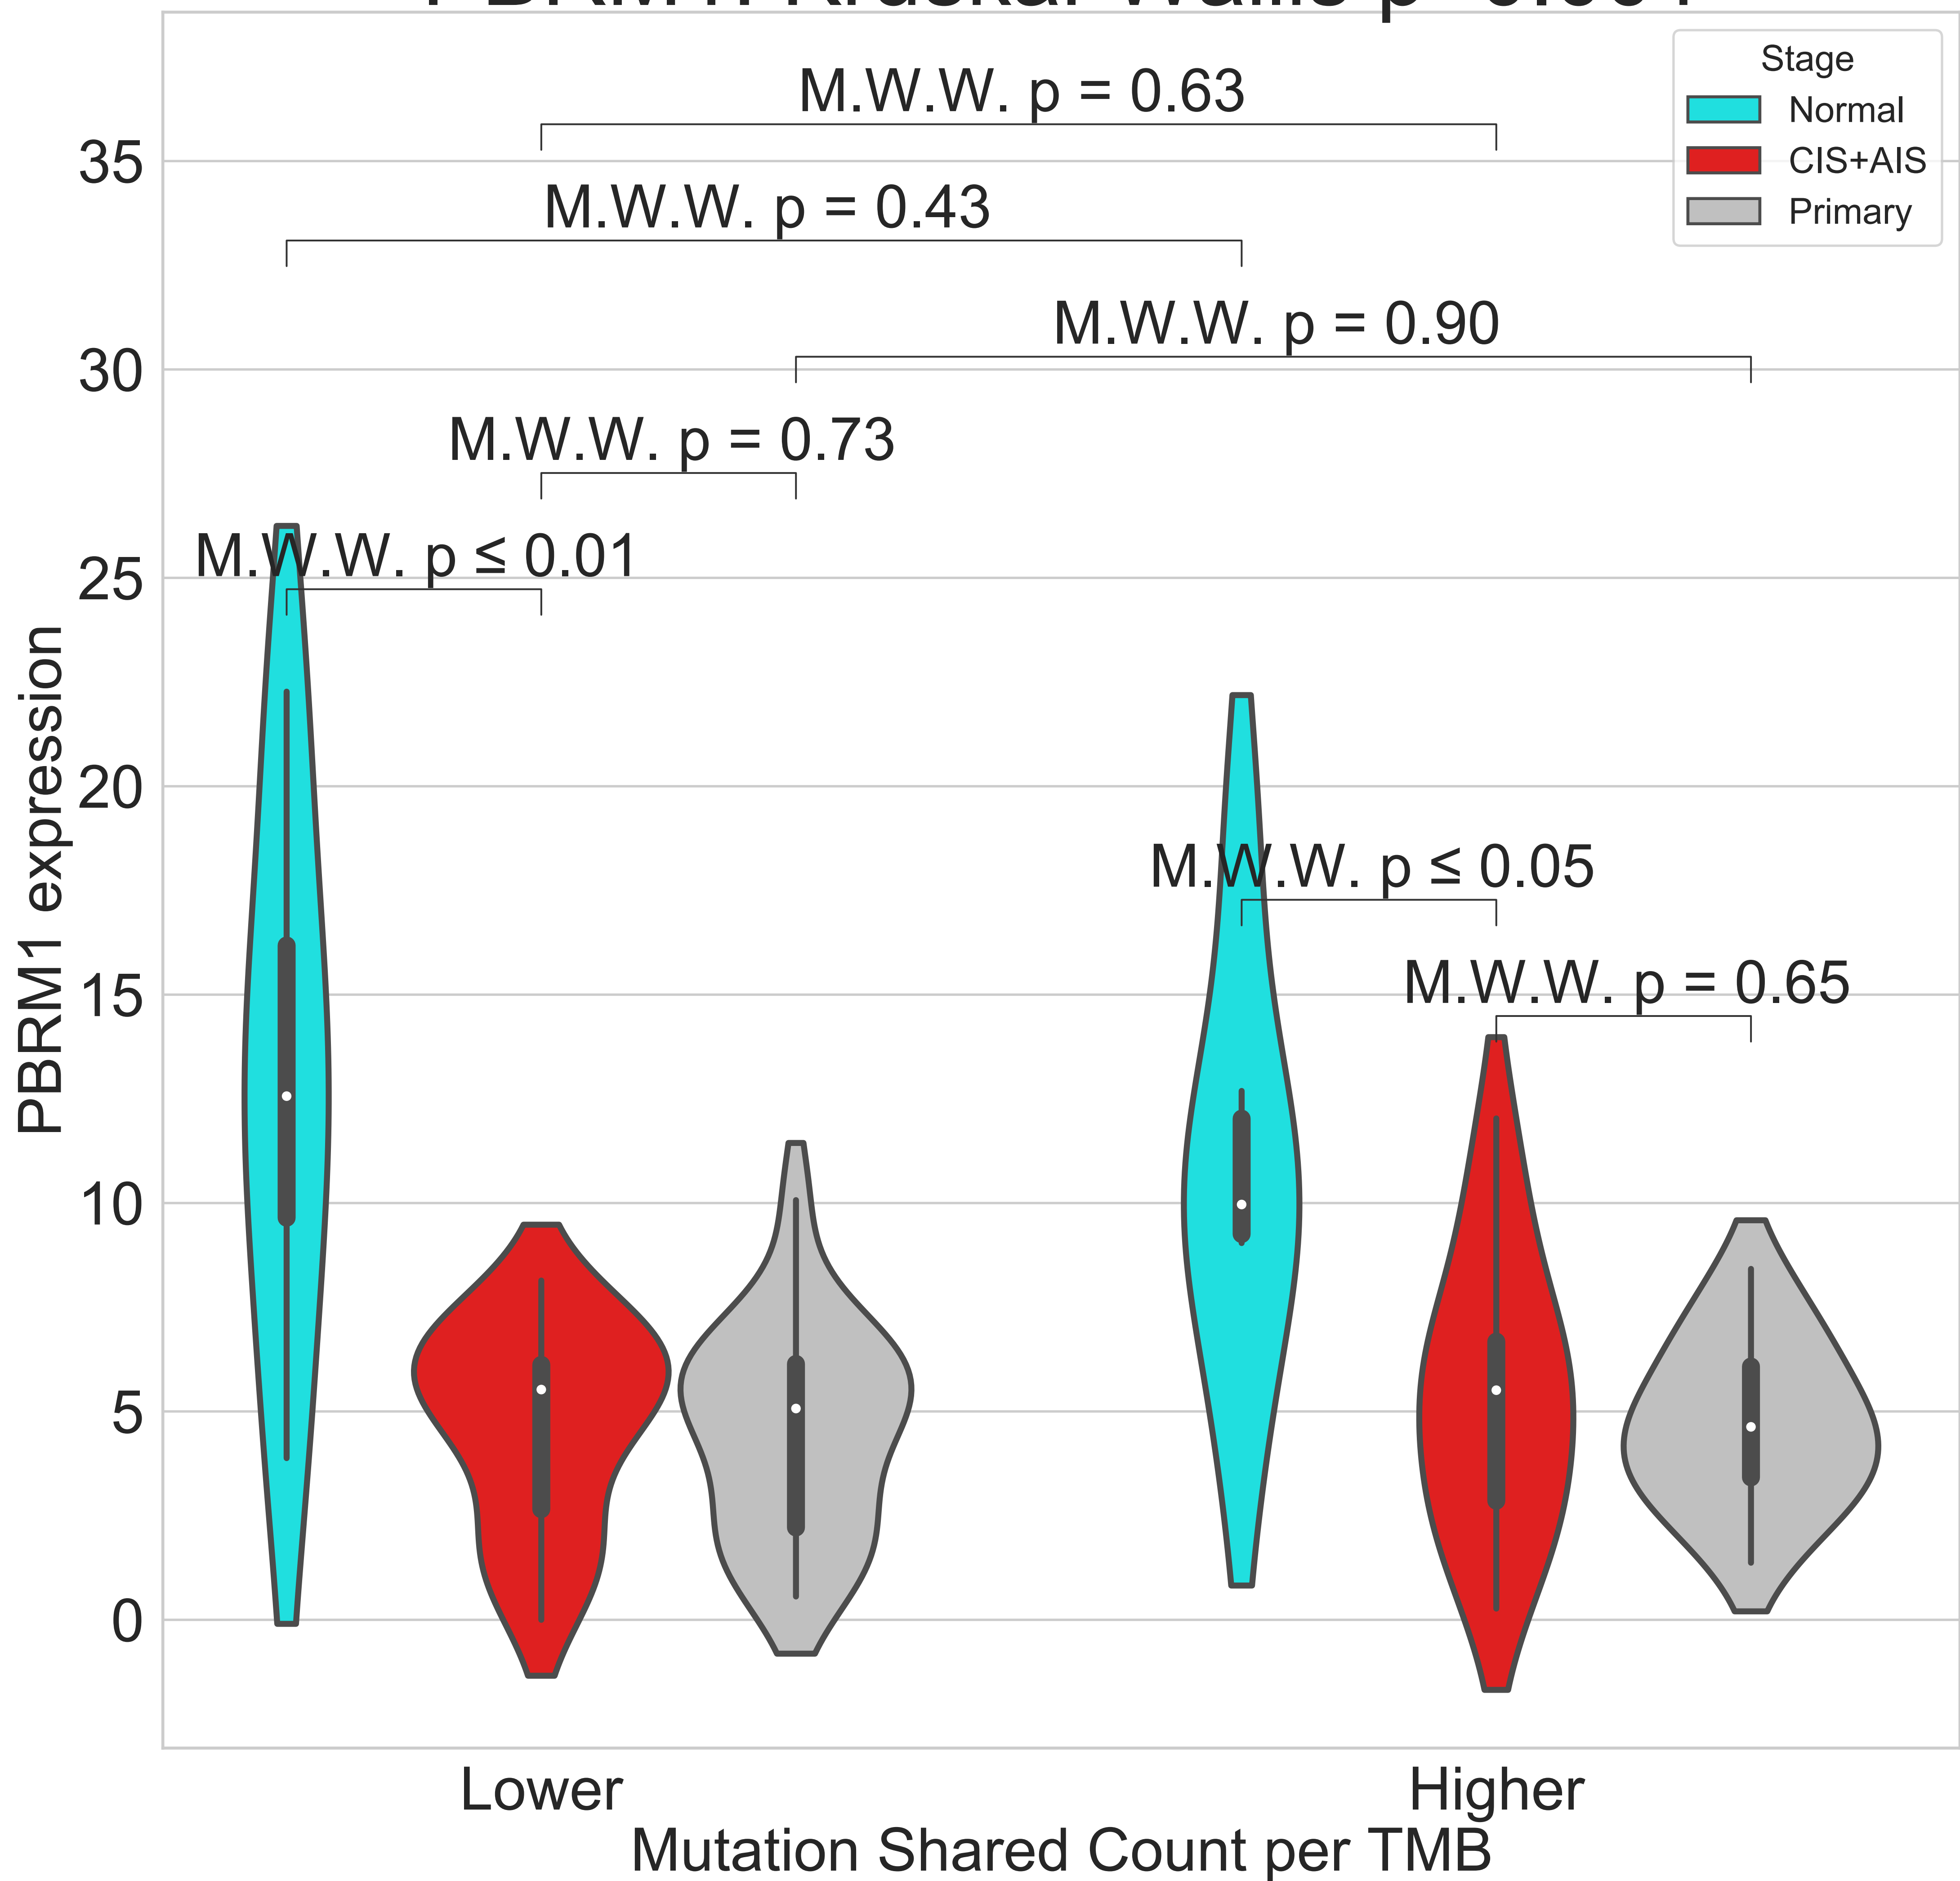 Stage
Normal
CIS+AIS
Primary
M.W.W. p = 0.63
35
M.W.W. p = 0.43
M.W.W. p = 0.90
30
M.W.W. p = 0.73
M.W.W. p ≤ 0.01
25
20
M.W.W. p ≤ 0.05
M.W.W. p = 0.65
15
10
5
0
PBRM1 expression
Lower
Higher
Mutation Shared Count per TMB